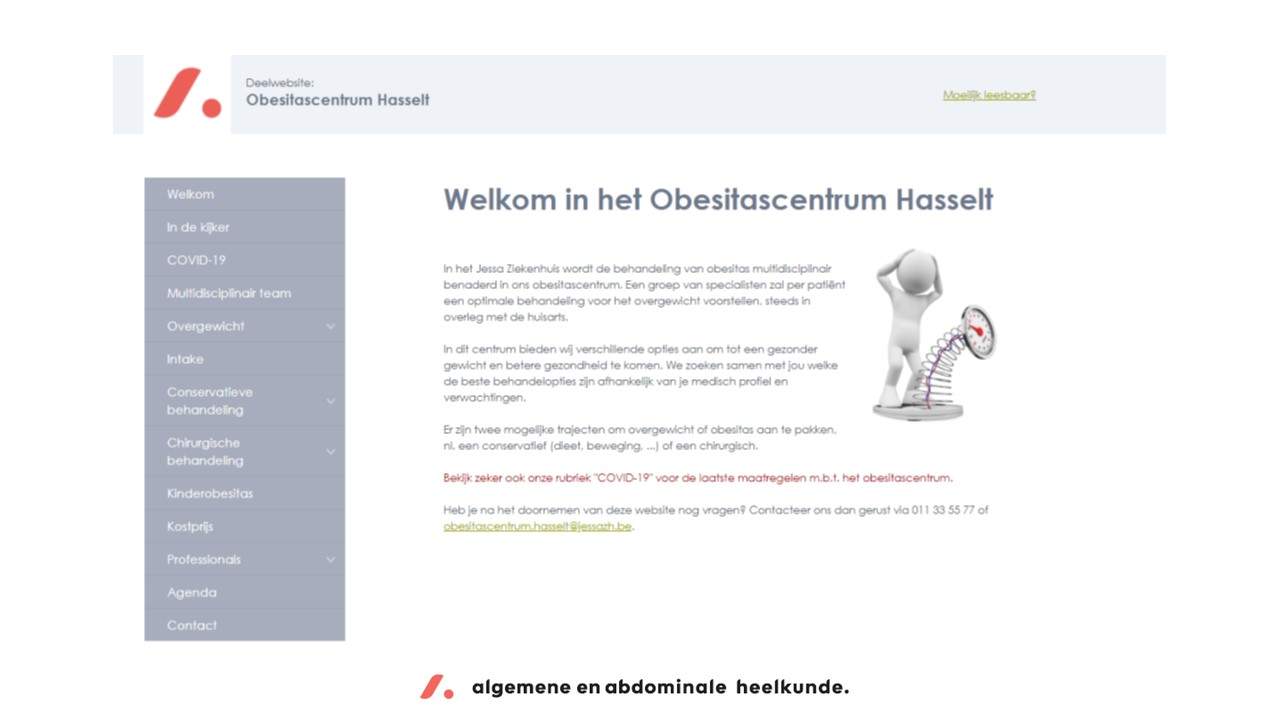 Deelwebsite:
Obesitascentrum Hasselt
Moeilijk leesbaar?
Welkom
In de kijker
COVID-19
Multidisciplinair team
Overgewicht
Intake
Conservatieve
behandeling
Chirurgische
behandeling
Kinderobesitas
Kostprijs
Professionals
Agenda
Contact
Welkom in het Obesitascentrum Hasselt
In het Jessa Ziekenhuis wordt de behandeling van obesitas multidisciplinair
benaderd in ons obesitascentrum. Een groep van specialisten zal per patiënt
een optimale behandeling voor het overgewicht voorstellen, steeds in
overleg met de huisarts.
In dit centrum bieden wij verschillende opties aan om tot een gezonder
gewicht en betere gezondheid te komen. We zoeken samen met jou welke
de beste behandelopties zijn afhankelijk van je medisch profiel en
verwachtingen.
Er zijn twee mogelijke trajecten om overgewicht of obesitas aan te pakken,
nl. een conservatief (dieet, beweging, ...) of een chirurgisch.
Bekijk zeker ook onze rubriek "COVID-19" voor de laatste maatregelen m.b.t. het obesitascentrum.
Heb je na het doornemen van deze website nog vragen? Contacteer ons dan gerust via 011 33 55 77 of
obesitascentrum.hasselt@jessazh.be.
algemene en abdominale heelkunde.